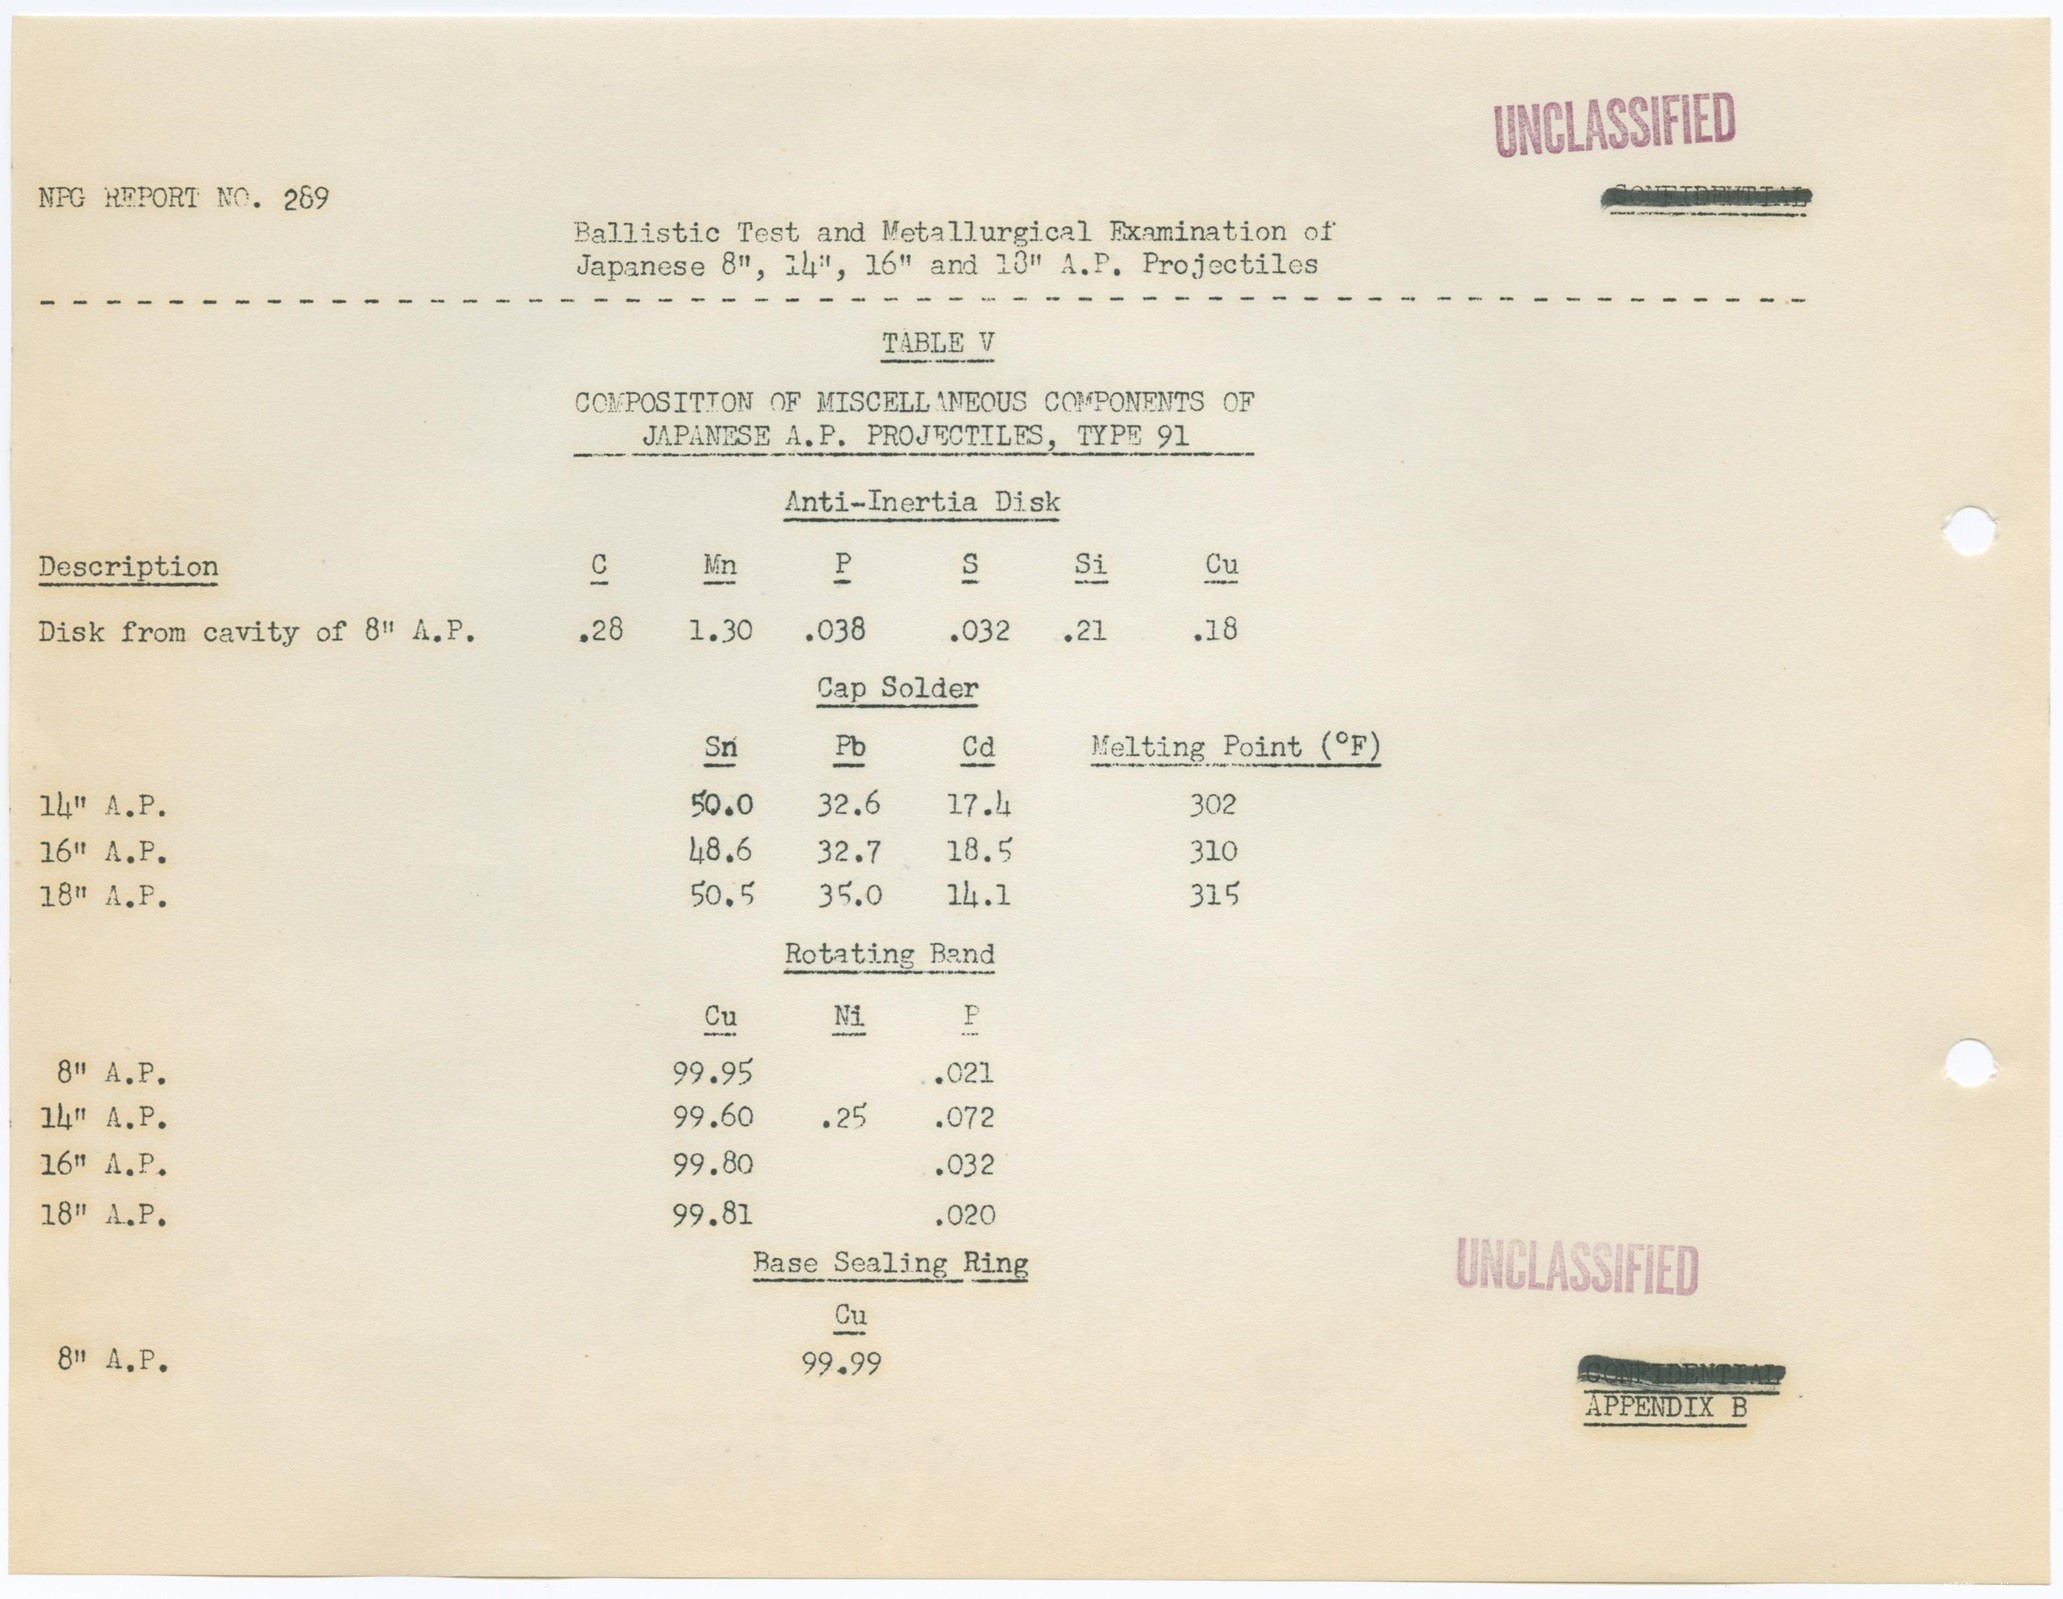 UNCLASSIFIED
NPG REPORT NO. 289
CONFIDENTIAL
Ballistic Test and Metallurgical Examination of
Japanese 8", 14", 16" and 18" A.P. Projectiles
TABLE V
COMPOSITION OF MISCELLANEOUS COMPONENTS OF
JAPANESE A.P. PROJECTILES, TYPE 91
Anti-Inertia Disk
Description C Mn P S Si Cu
Disk from cavity of 8" A.P. .28 1.30 .038 .032 .21 .18
Cap Solder
Sn Pb Cd Melting Point (°F)
14" A.P. 50.0 32.6 17.4 302
16" A.P. 48.6 32.7 18.5 310
18" A.P. 50.5 35.0 14.1 315
Rotating Band
Cu Ni P
8" A.P. 99.95 .021
14" A.P. 99.60 .25 .072
16" A.P. 99.80 .032
18" A.P. 99.81 .020
Base Sealing Ring
UNCLASSIFIED
Cu
8" A.P. 99.99
CONFIDENTIAL
APPENDIX B